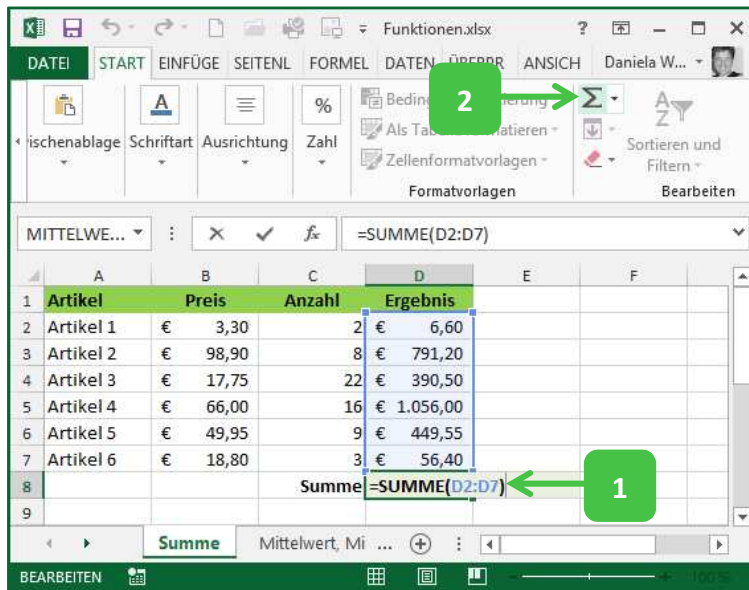 Funktionen.xlsx ?
DATEI START EINFÜGE SEITENL FORMEL DATEN ÜBERPR ANSICH Daniela W...
2
ischenablage Schriftart Ausrichtung Zahl
%
Als
Zellenformatvorlagen
Formatvorlagen
Σ
A
Z
Sortieren und
Filtern
Bearbeiten
MITTELWE... fx =SUMME(D2:D7)
A B C D E F
1 Artikel Preis Anzahl Ergebnis
2 Artikel 1 € 3,30 2 € 6,60
3 Artikel 2 € 98,90 8 € 791,20
4 Artikel 3 € 17,75 22 € 390,50
5 Artikel 4 € 66,00 16 € 1.056,00
6 Artikel 5 € 49,95 9 € 449,55
7 Artikel 6 € 18,80 3 € 56,40
8 Summe =SUMME(D2:D7) 1
9
Summe Mittelwert, Mi ...
BEARBEITEN 100 %